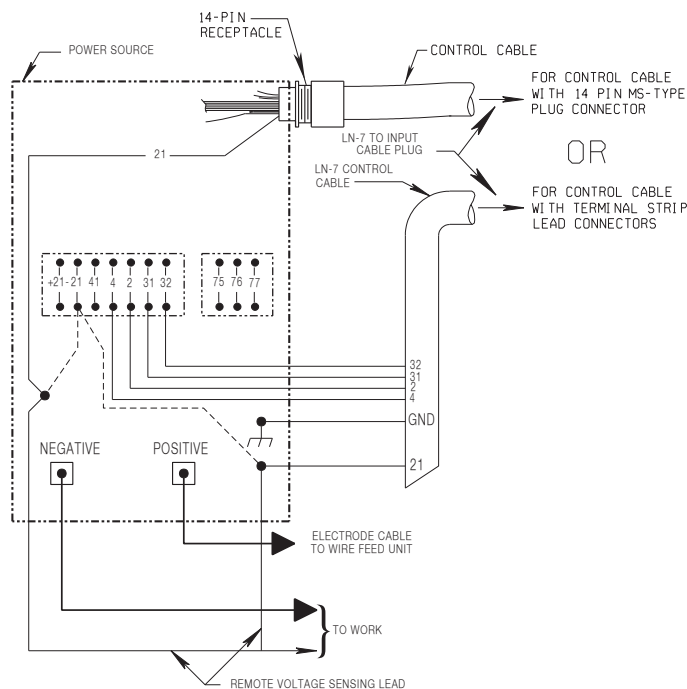 14-PIN
RECEPTACLE
POWER SOURCE
CONTROL CABLE
FOR CONTROL CABLE
WITH 14 PIN MS-TYPE
PLUG CONNECTOR
LN-7 TO INPUT
CABLE PLUG
OR
21
LN-7 CONTROL
CABLE
FOR CONTROL CABLE
WITH TERMINAL STRIP
LEAD CONNECTORS
+21 -21 41 4 2 31 32 75 76 77
32
31
2
4
GND
21
NEGATIVE POSITIVE
ELECTRODE CABLE
TO WIRE FEED UNIT
TO WORK
REMOTE VOLTAGE SENSING LEAD